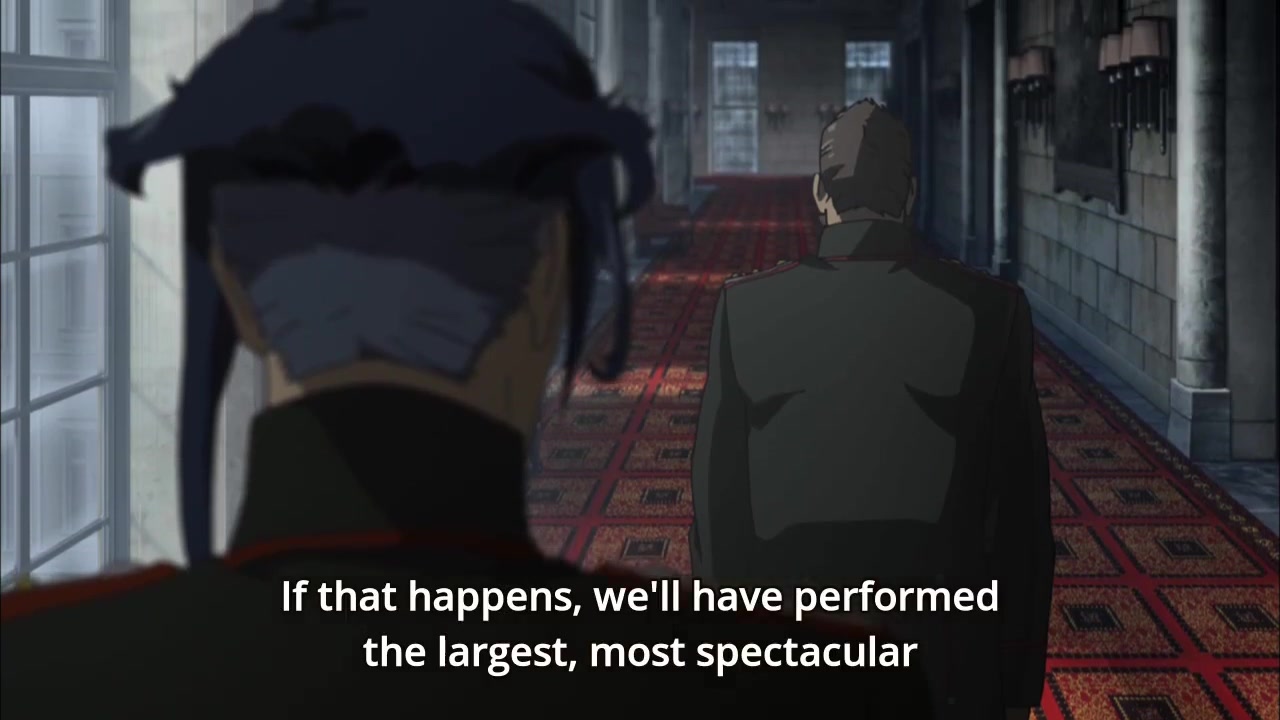 If that happens, we'll have performed
the largest, most spectacular